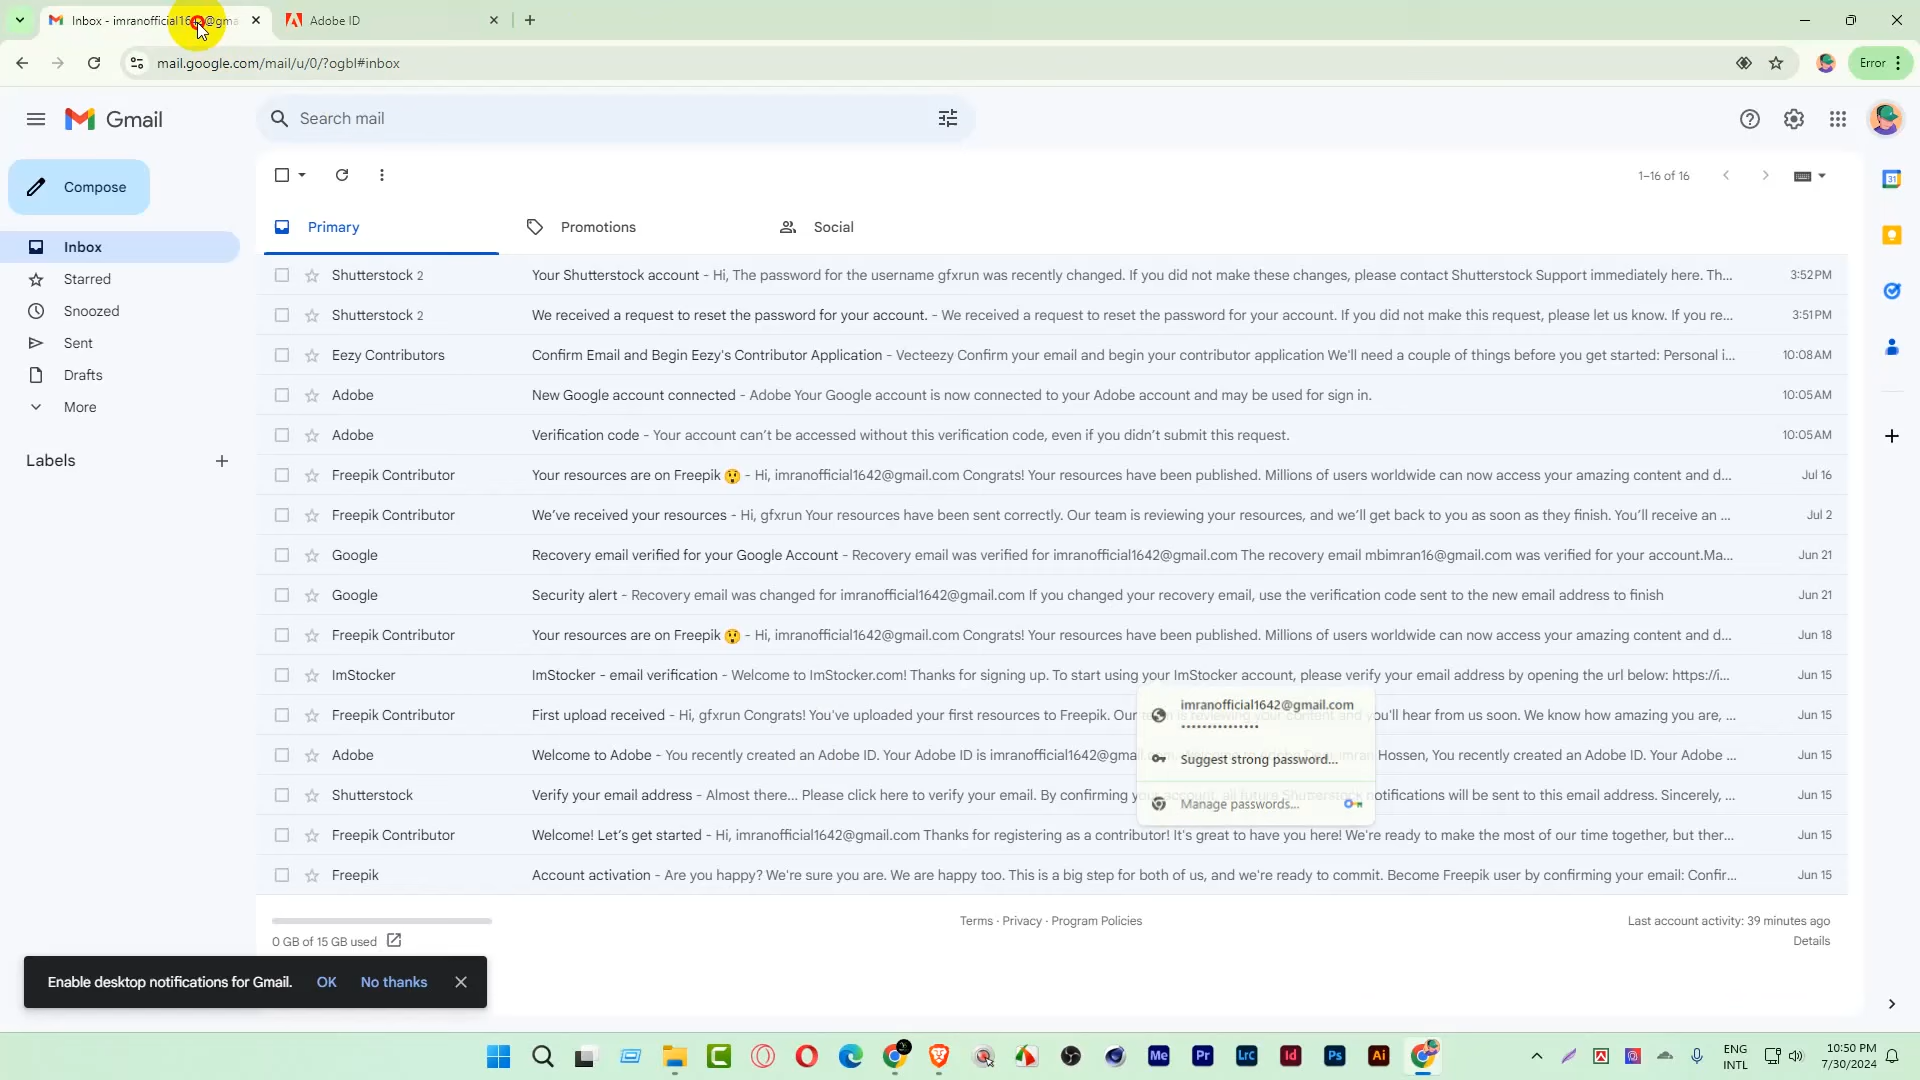 Inbox - imranofficial1642@gma
Adobe ID
mail.google.com/mail/u/0/?ogbl#inbox
Error
Gmail
Search mail
Compose
1–16 of 16
Primary
Promotions
Social
Inbox
Starred
Snoozed
Sent
Drafts
More
Labels
Shutterstock 2 Your Shutterstock account - Hi, The password for the username gfxrun was recently changed. If you did not make these changes, please contact Shutterstock Support immediately here. Th... 3:52 PM
Shutterstock 2 We received a request to reset the password for your account. - We received a request to reset the password for your account. If you did not make this request, please let us know. If you re... 3:51 PM
Eezy Contributors Confirm Email and Begin Eezy's Contributor Application - Vecteezy Confirm your email and begin your contributor application We'll need a couple of things before you get started: Personal i... 10:08 AM
Adobe New Google account connected - Adobe Your Google account is now connected to your Adobe account and may be used for sign in. 10:05 AM
Adobe Verification code - Your account can't be accessed without this verification code, even if you didn't submit this request. 10:05 AM
Freepik Contributor Your resources are on Freepik 😲 - Hi, imranofficial1642@gmail.com Congrats! Your resources have been published. Millions of users worldwide can now access your amazing content and d... Jul 16
Freepik Contributor We've received your resources - Hi, gfxrun Your resources have been sent correctly. Our team is reviewing your resources, and we'll get back to you as soon as they finish. You'll receive an ... Jul 2
Google Recovery email verified for your Google Account - Recovery email was verified for imranofficial1642@gmail.com The recovery email mbimran16@gmail.com was verified for your account.Ma... Jun 21
Google Security alert - Recovery email was changed for imranofficial1642@gmail.com If you changed your recovery email, use the verification code sent to the new email address to finish Jun 21
Freepik Contributor Your resources are on Freepik 😲 - Hi, imranofficial1642@gmail.com Congrats! Your resources have been published. Millions of users worldwide can now access your amazing content and d... Jun 18
ImStocker ImStocker - email verification - Welcome to ImStocker.com! Thanks for signing up. To start using your ImStocker account, please verify your email address by opening the url below: https://i... Jun 15
Freepik Contributor First upload received - Hi, gfxrun Congrats! You've uploaded your first resources to Freepik. Our team is reviewing your content and you'll hear from us soon. We know how amazing you are, ... Jun 15
Adobe Welcome to Adobe - You recently created an Adobe ID. Your Adobe ID is imranofficial1642@gmail Hossen, You recently created an Adobe ID. Your Adobe ... Jun 15
Shutterstock Verify your email address - Almost there... Please click here to verify your email. By confirming your account, all future Shutterstock notifications will be sent to this email address. Sincerely, ... Jun 15
Freepik Contributor Welcome! Let's get started - Hi, imranofficial1642@gmail.com Thanks for registering as a contributor! It's great to have you here! We're ready to make the most of our time together, but ther... Jun 15
Freepik Account activation - Are you happy? We're sure you are. We are happy too. This is a big step for both of us, and we're ready to commit. Become Freepik user by confirming your email: Confir... Jun 15
imranofficial1642@gmail.com
••••••••••••••
Suggest strong password...
Manage passwords...
0 GB of 15 GB used
Terms · Privacy · Program Policies
Last account activity: 39 minutes ago
Details
Enable desktop notifications for Gmail. OK No thanks
Me Pr Lrc Id Ps Ai
ENG
INTL
10:50 PM
7/30/2024